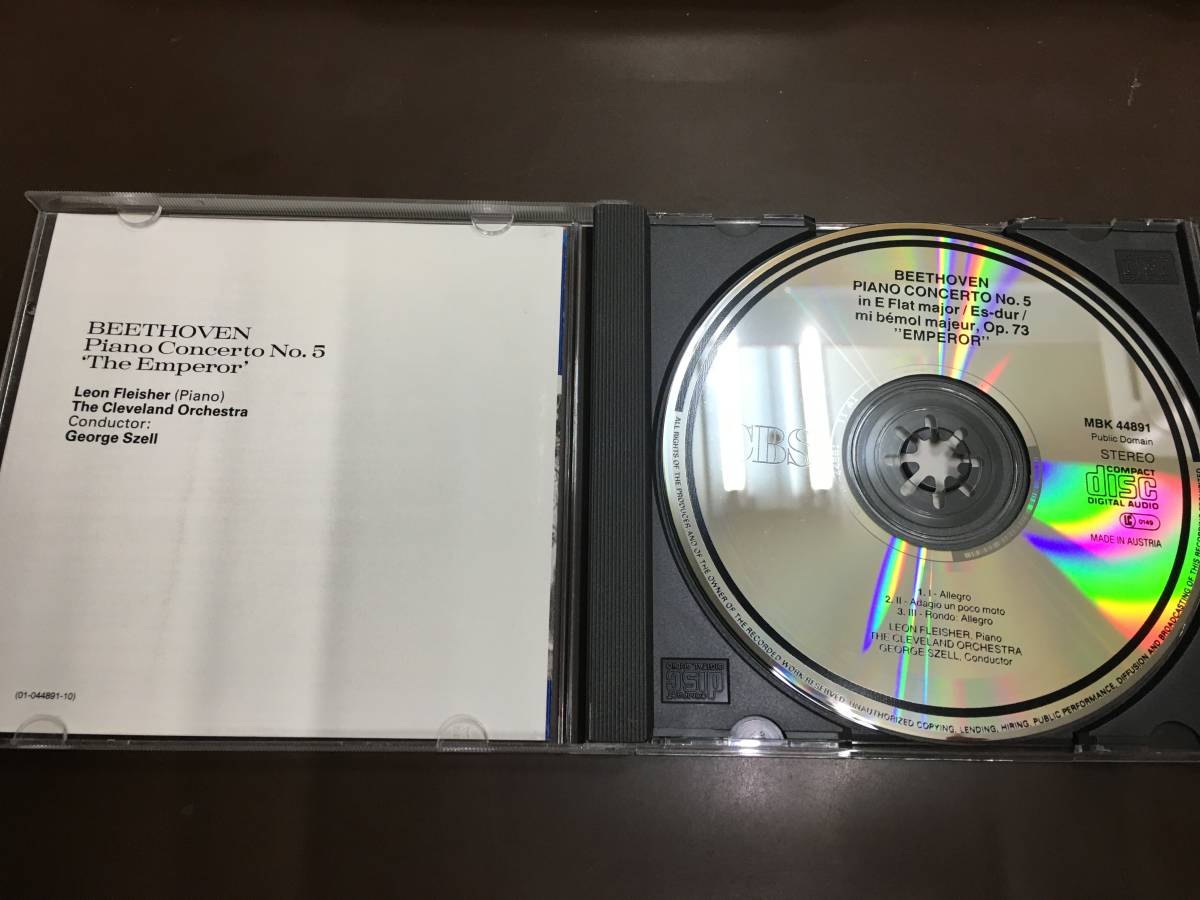 BEETHOVEN
Piano Concerto No. 5
'The Emperor'
Leon Fleisher (Piano)
The Cleveland Orchestra
Conductor:
George Szell
(01-044891-10)
BEETHOVEN
PIANO CONCERTO No. 5
in E Flat major / Es-dur /
mi bémol majeur, Op. 73
"EMPEROR"
CBS
MBK 44891
Public Domain
STEREO
COMPACT
disc
DIGITAL AUDIO
0149
MADE IN AUSTRIA
1. I - Allegro
2. II - Adagio un poco moto
3. III - Rondo: Allegro
LEON FLEISHER, Piano
THE CLEVELAND ORCHESTRA
GEORGE SZELL, Conductor
ALL RIGHTS OF THE PRODUCER AND OF THE OWNER OF THE RECORDED WORK RESERVED. UNAUTHORIZED COPYING, LENDING, HIRING, PUBLIC PERFORMANCE, DIFFUSION AND BROADCASTING OF THIS RECORD
COMPACT
disc
DIGITAL AUDIO